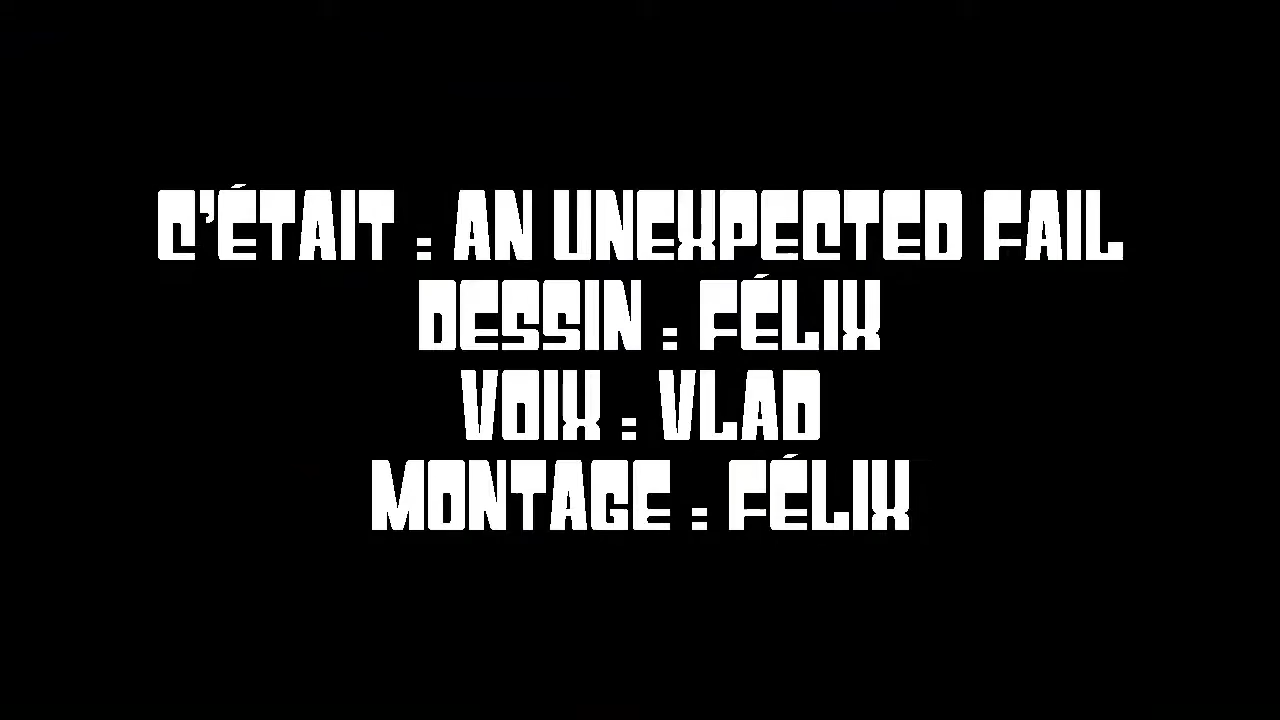 C'ÉTAIT : AN UNEXPECTED FAIL
DESSIN : FÉLIX
VOIX : VLAD
MONTAGE : FÉLIX